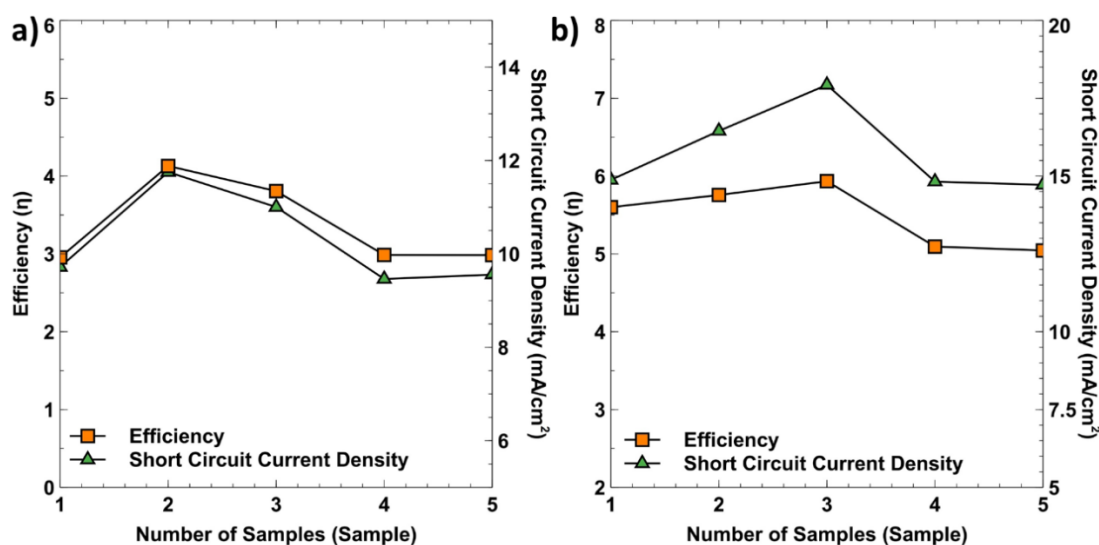 a)
6
5
4
3
2
1
0
Efficiency (η)
14
12
10
8
6
Short Circuit Current Density (mA/cm²)
Efficiency
Short Circuit Current Density
1 2 3 4 5
Number of Samples (Sample)
b)
8
7
6
5
4
3
2
Efficiency (η)
20
15
10
7.5
5
Short Circuit Current Density (mA/cm²)
Efficiency
Short Circuit Current Density
1 2 3 4 5
Number of Samples (Sample)